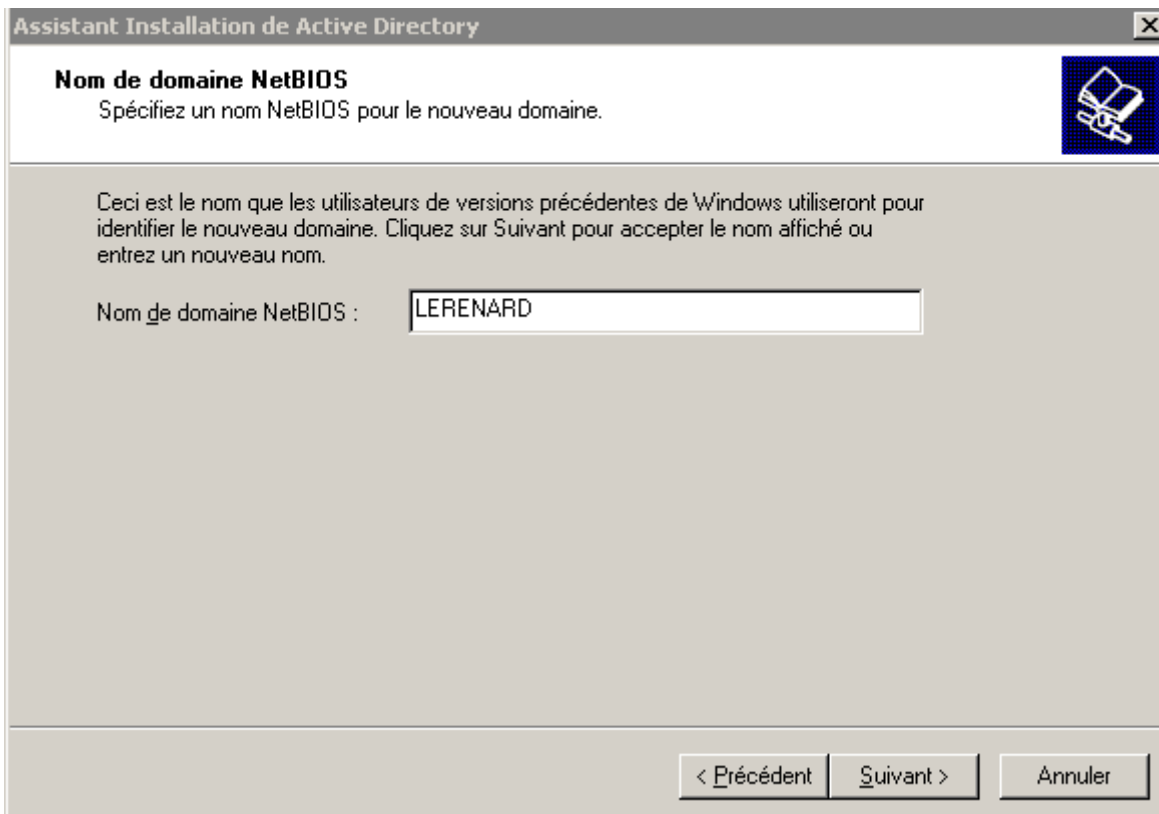 Assistant Installation de Active Directory
Nom de domaine NetBIOS
Spécifiez un nom NetBIOS pour le nouveau domaine.
Ceci est le nom que les utilisateurs de versions précédentes de Windows utiliseront pour
identifier le nouveau domaine. Cliquez sur Suivant pour accepter le nom affiché ou
entrez un nouveau nom.
Nom de domaine NetBIOS : LERENARD
< Précédent Suivant > Annuler